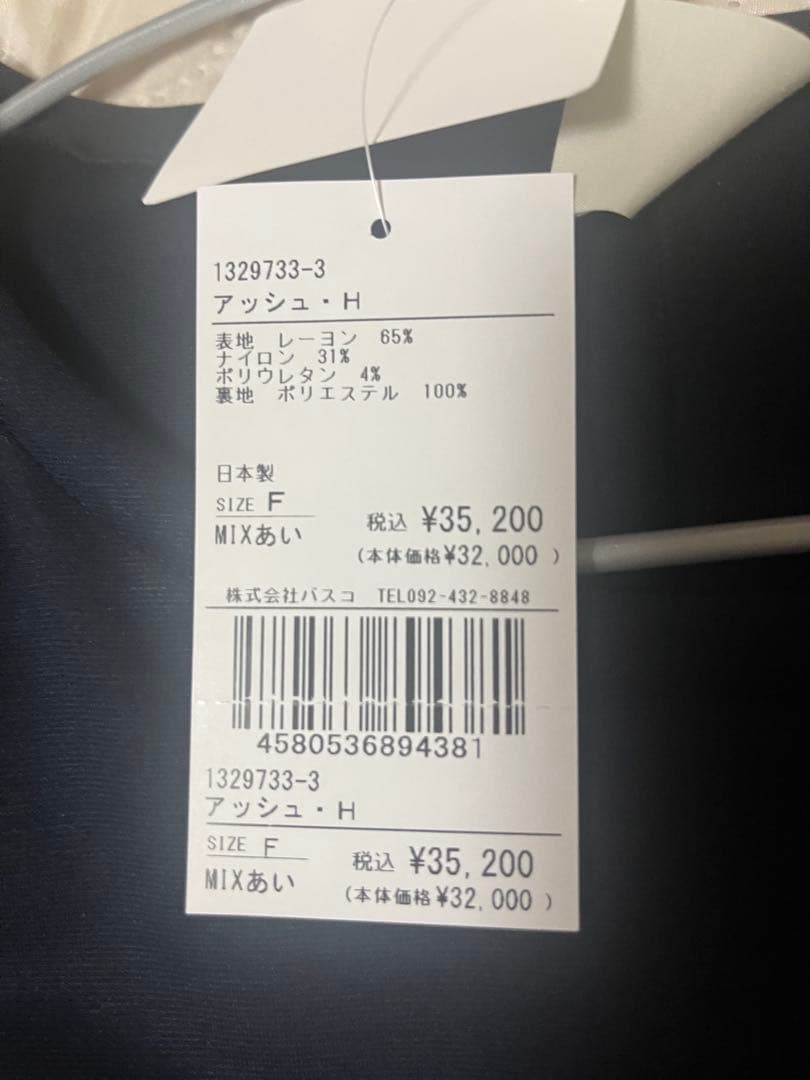 1329733-3
アッシュ・H
表地 レーヨン 65%
ナイロン 31%
ポリウレタン 4%
裏地 ポリエステル 100%
日本製
SIZE F
MIXあい 税込 ¥35,200
(本体価格¥32,000 )
株式会社バスコ TEL092-432-8848
4580536894381
1329733-3
アッシュ・H
SIZE F
MIXあい 税込 ¥35,200
(本体価格¥32,000 )